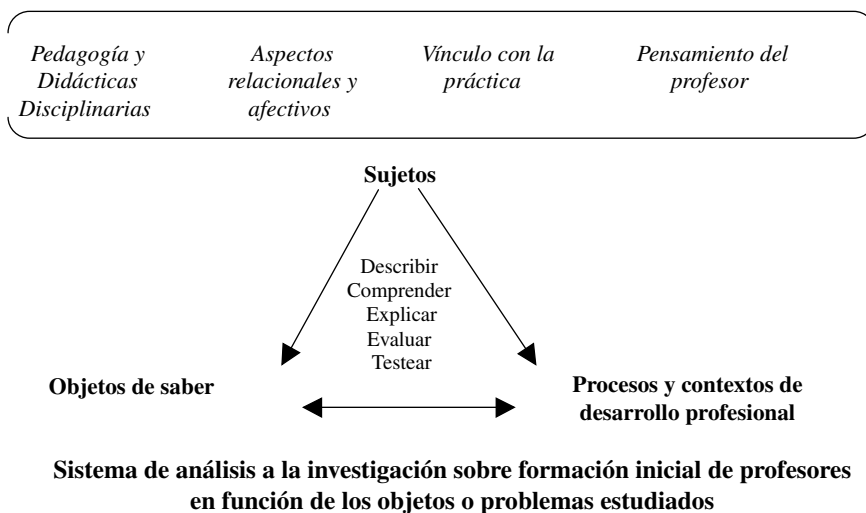 Pedagogía y
Didácticas
Disciplinarias
Aspectos
relacionales y
afectivos
Vínculo con la
práctica
Pensamiento del
profesor
Sujetos
Describir
Comprender
Explicar
Evaluar
Testear
Objetos de saber
Procesos y contextos de
desarrollo profesional
Sistema de análisis a la investigación sobre formación inicial de profesores
en función de los objetos o problemas estudiados